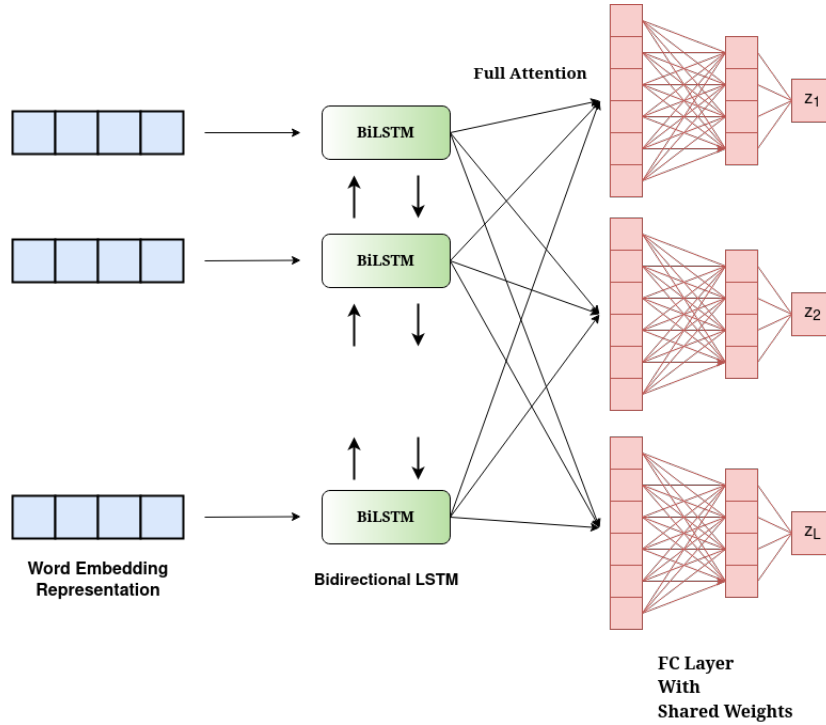 Full Attention
z1
BiLSTM
BiLSTM
z2
BiLSTM
zL
Word Embedding
Representation
Bidirectional LSTM
FC Layer
With
Shared Weights